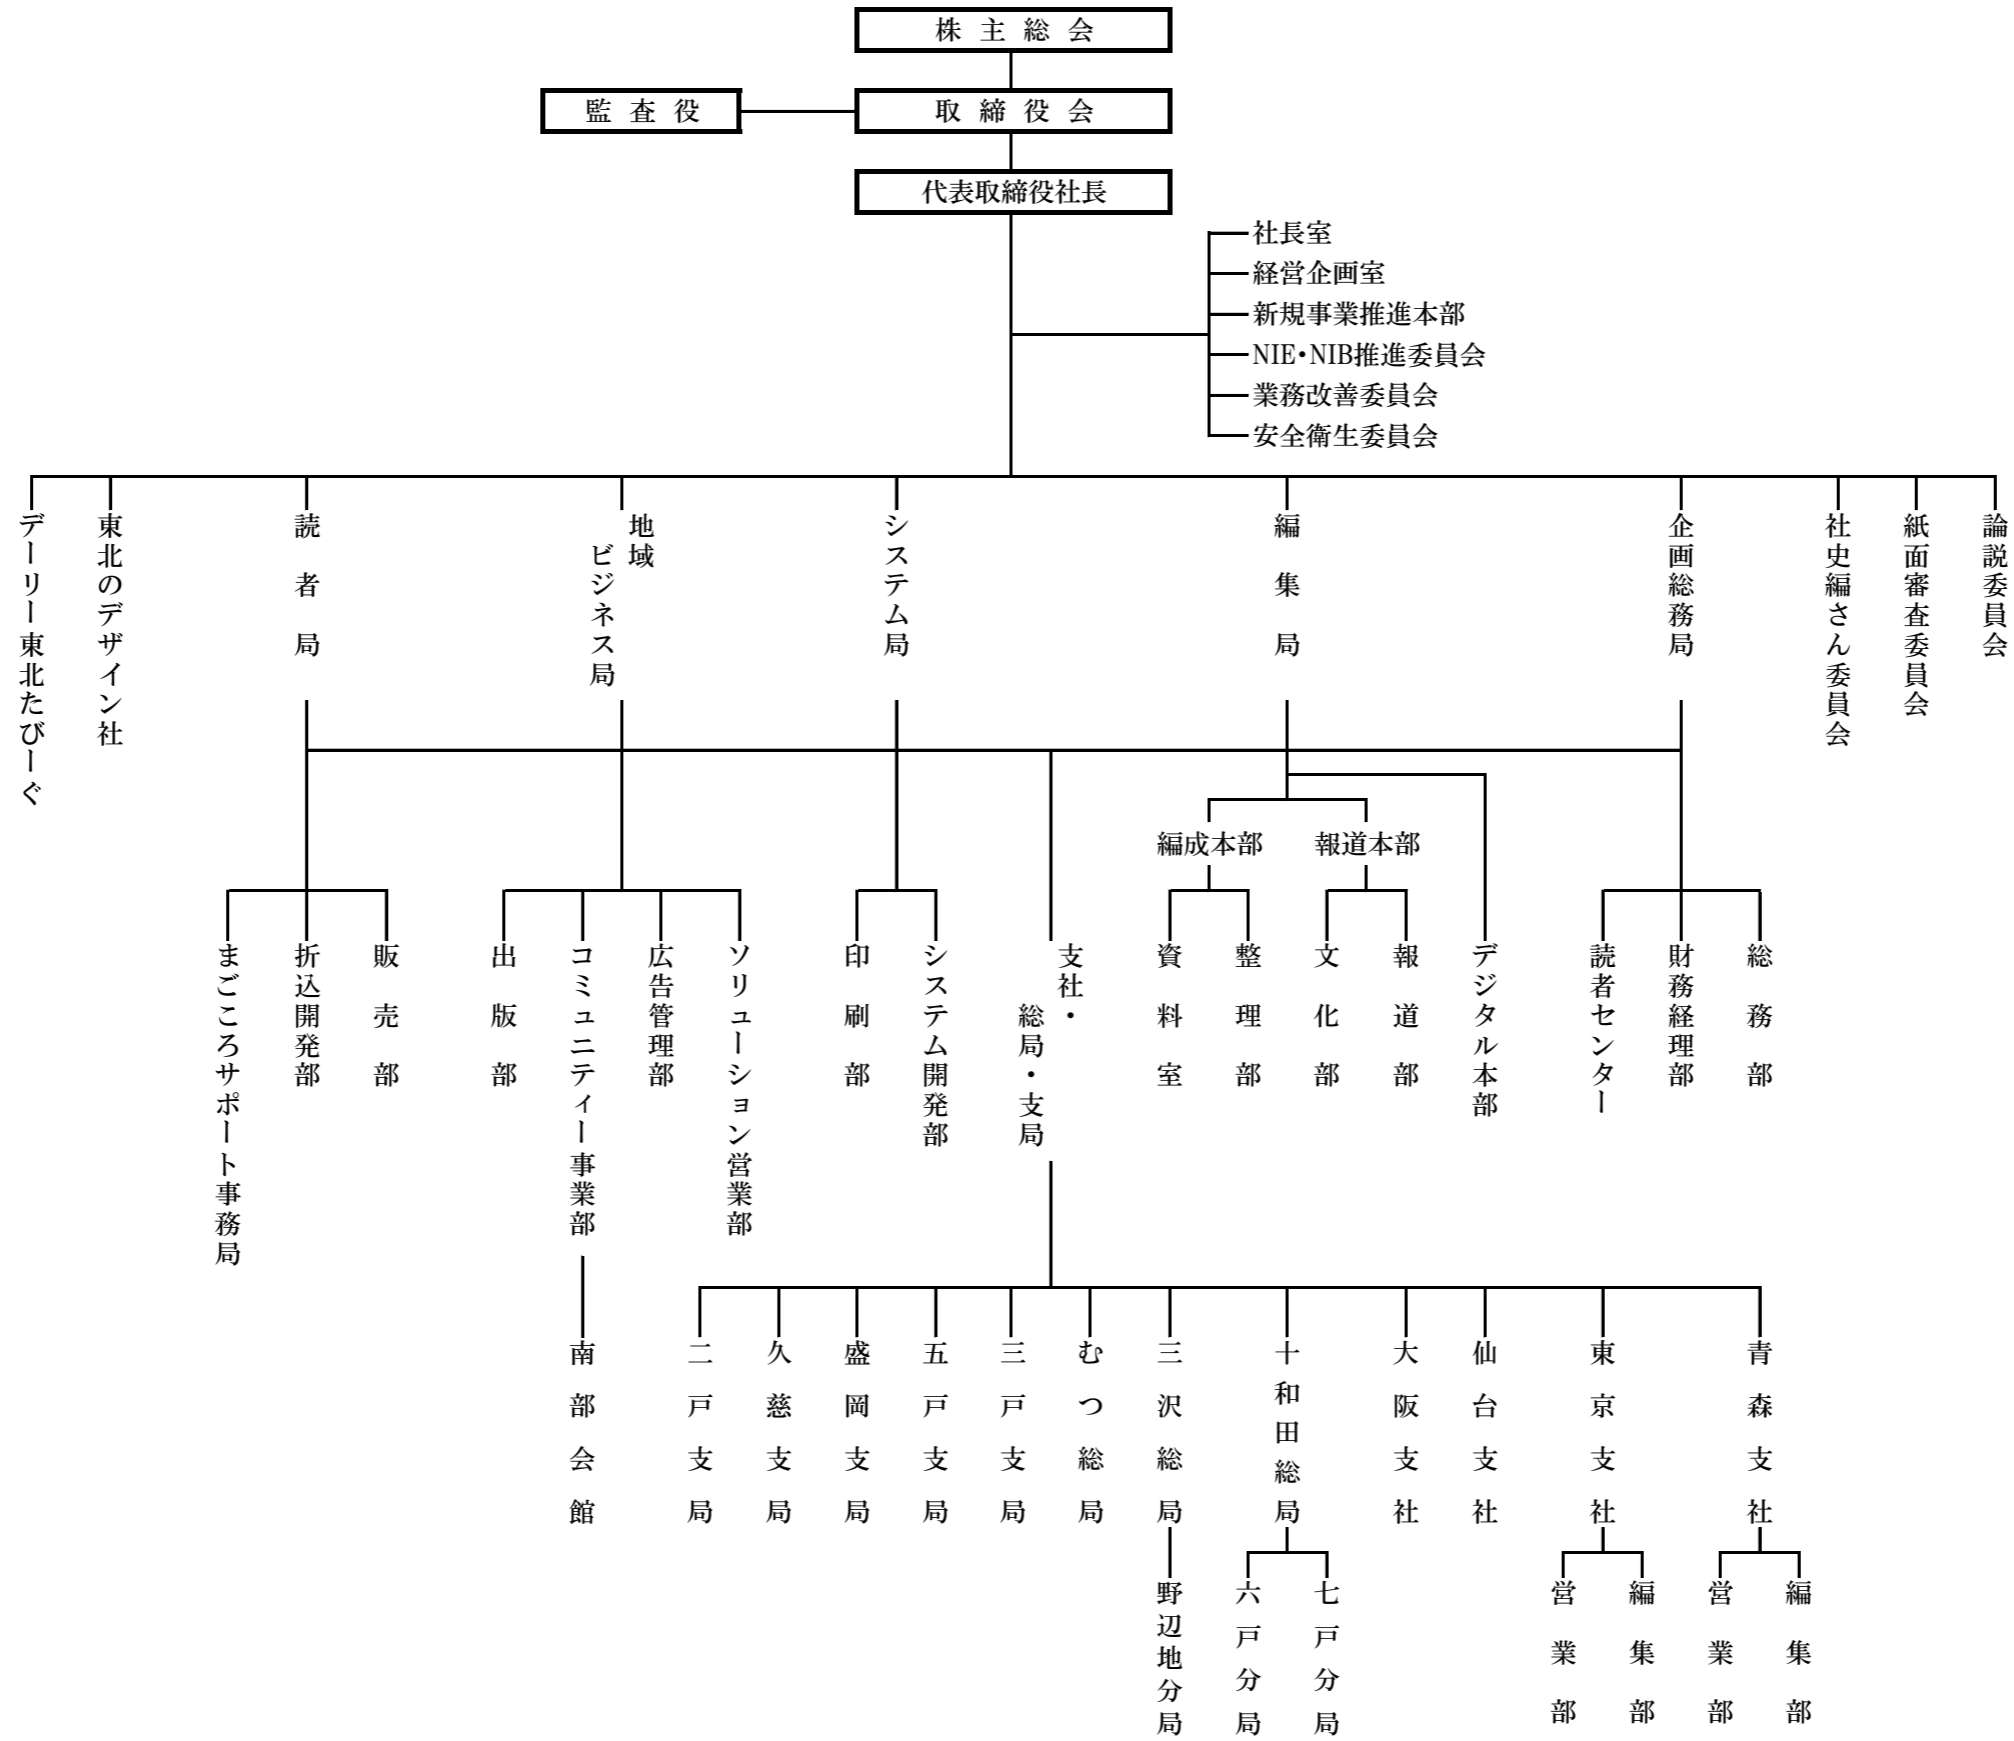 株主総会
監査役
取締役会
代表取締役社長
社長室
経営企画室
新規事業推進本部
NIE・NIB推進委員会
業務改善委員会
安全衛生委員会
論説委員会
紙面審査委員会
社史編さん委員会
企画総務局
編集局
システム局
地域
ビジネス局
読者局
東北のデザイン社
デーリー東北たびーぐ
編成本部
報道本部
総務部
財務経理部
読者センター
デジタル本部
報道部
文化部
整理部
資料室
支社・
総局・支局
システム開発部
印刷部
ソリューション営業部
広告管理部
コミュニティー事業部
出版部
販売部
折込開発部
まごころサポート事務局
青森支社
東京支社
仙台支社
大阪支社
十和田総局
三沢総局
むつ総局
三戸支局
五戸支局
盛岡支局
久慈支局
二戸支局
南部会館
編集部
営業部
編集部
営業部
七戸分局
六戸分局
野辺地分局